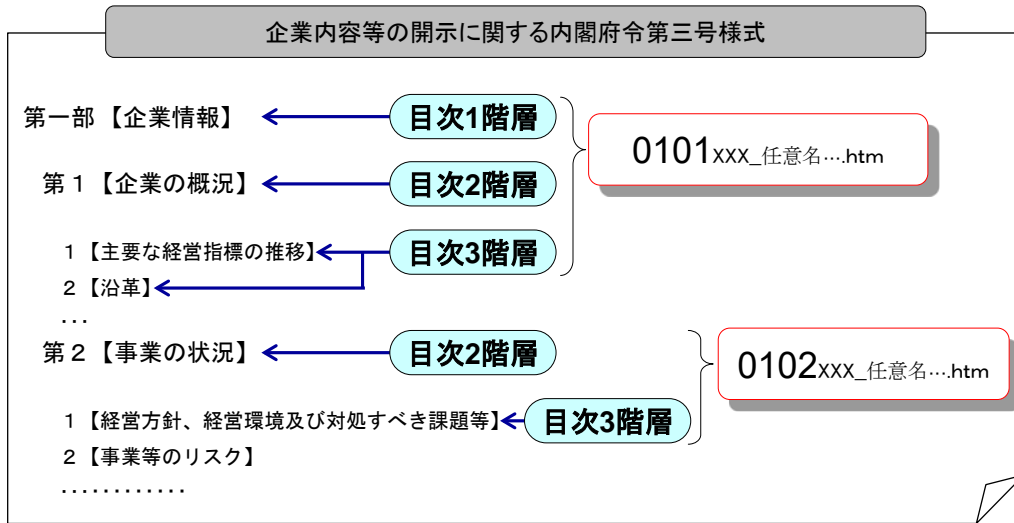 企業内容等の開示に関する内閣府令第三号様式
第一部【企業情報】 目次1階層
0101XXX_任意名….htm
第1【企業の概況】 目次2階層
1【主要な経営指標の推移】 目次3階層
2【沿革】
...
第2【事業の状況】 目次2階層
0102XXX_任意名….htm
1【経営方針、経営環境及び対処すべき課題等】 目次3階層
2【事業等のリスク】
............